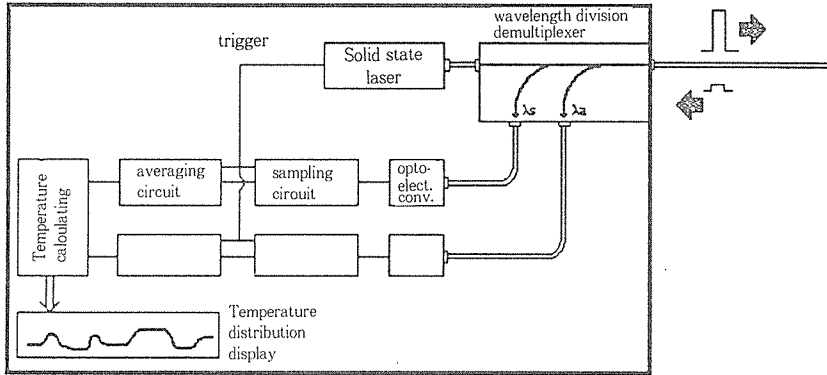 wavelength division
demultiplexer
trigger
Solid state
laser
λs
λa
Temperature
caloulating
averaging
circuit
sampling
cirouit
opto-
elect.
conv.
Temperature
distribution
display